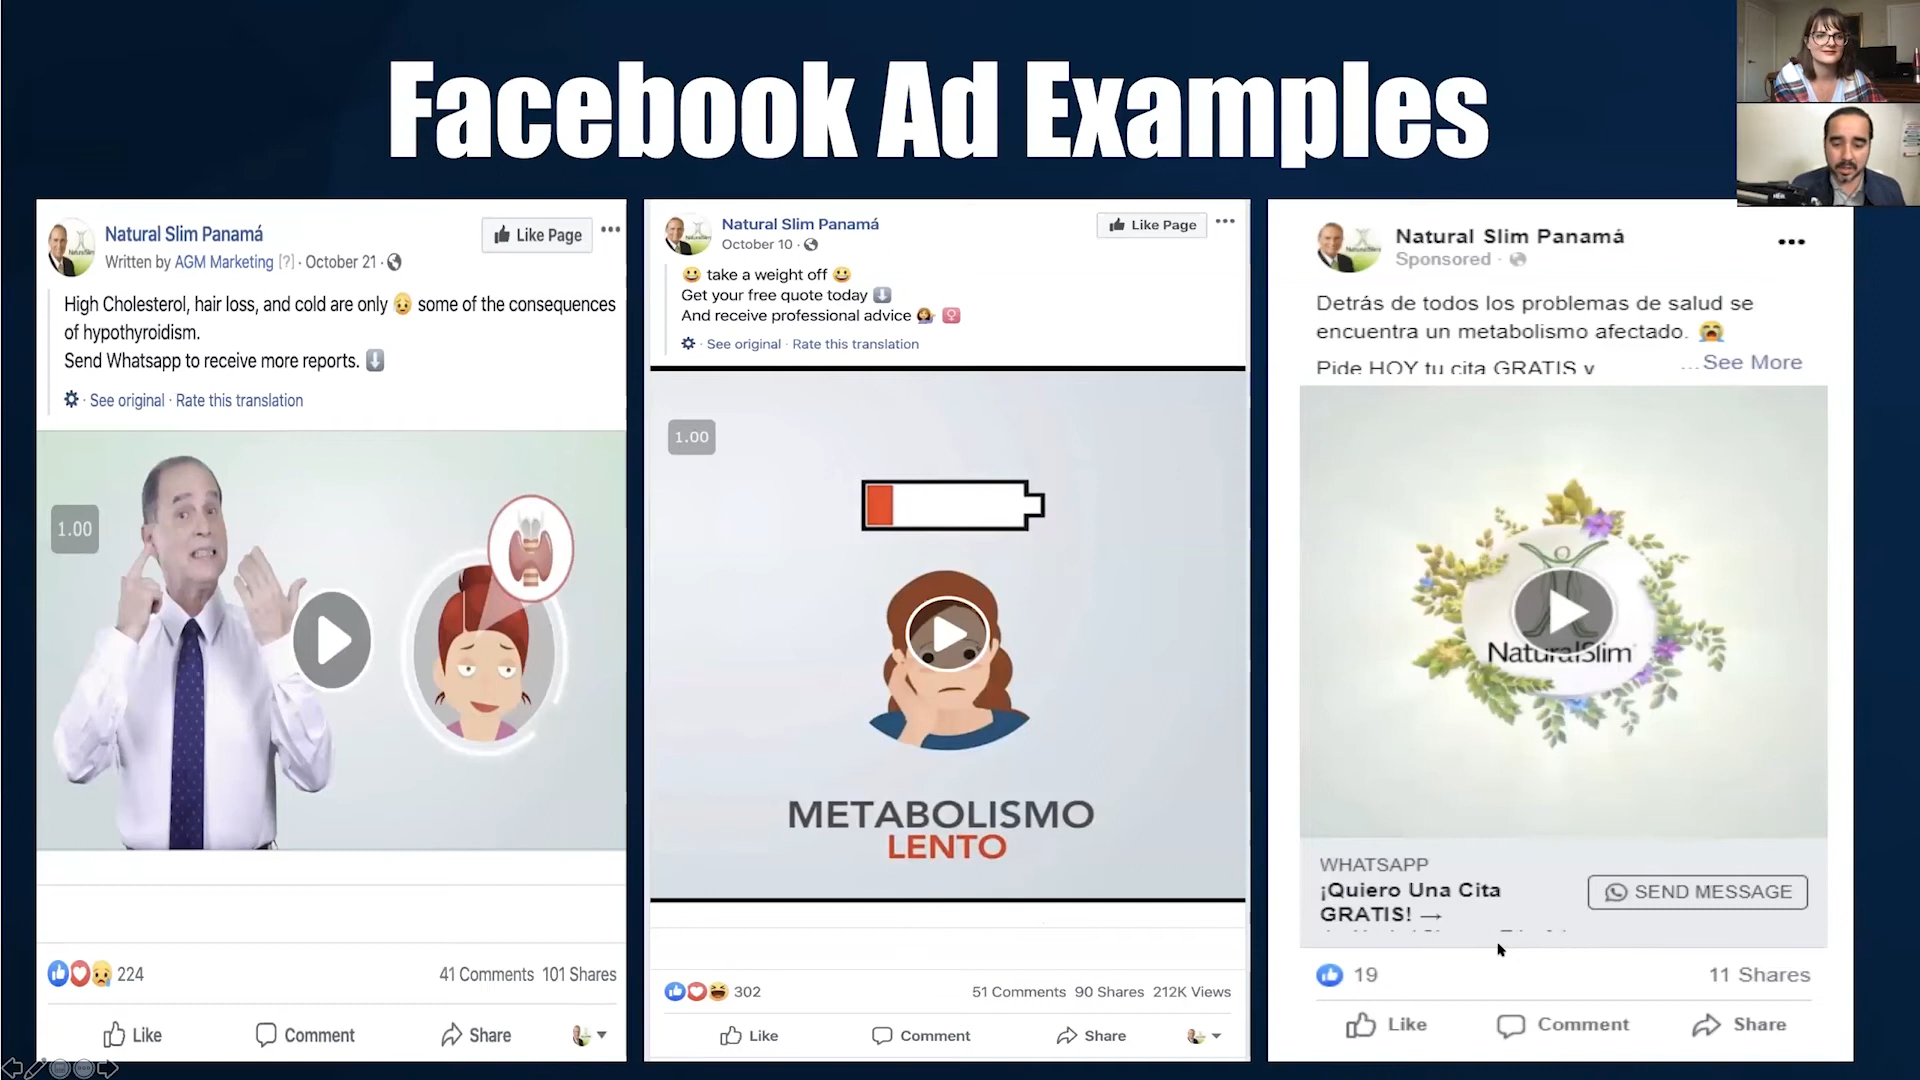 Facebook Ad Examples
Natural Slim Panamá
Like Page
Written by AGM Marketing [?] · October 21 ·
High Cholesterol, hair loss, and cold are only 😥 some of the consequences
of hypothyroidism.
Send Whatsapp to receive more reports. ⬇️
· See original · Rate this translation
1.00
224
41 Comments 101 Shares
Like
Comment
Share
Natural Slim Panamá
Like Page
October 10 ·
😀 take a weight off 😀
Get your free quote today ⬇️
And receive professional advice 💁‍♀️
· See original · Rate this translation
1.00
METABOLISMO
LENTO
302
51 Comments 90 Shares 212K Views
Like
Comment
Share
Natural Slim Panamá
Sponsored ·
Detrás de todos los problemas de salud se
encuentra un metabolismo afectado. 😭
Pide HOY tu cita GRATIS y
...See More
NaturalSlim
WHATSAPP
¡Quiero Una Cita
GRATIS! →
SEND MESSAGE
19
11 Shares
Like
Comment
Share